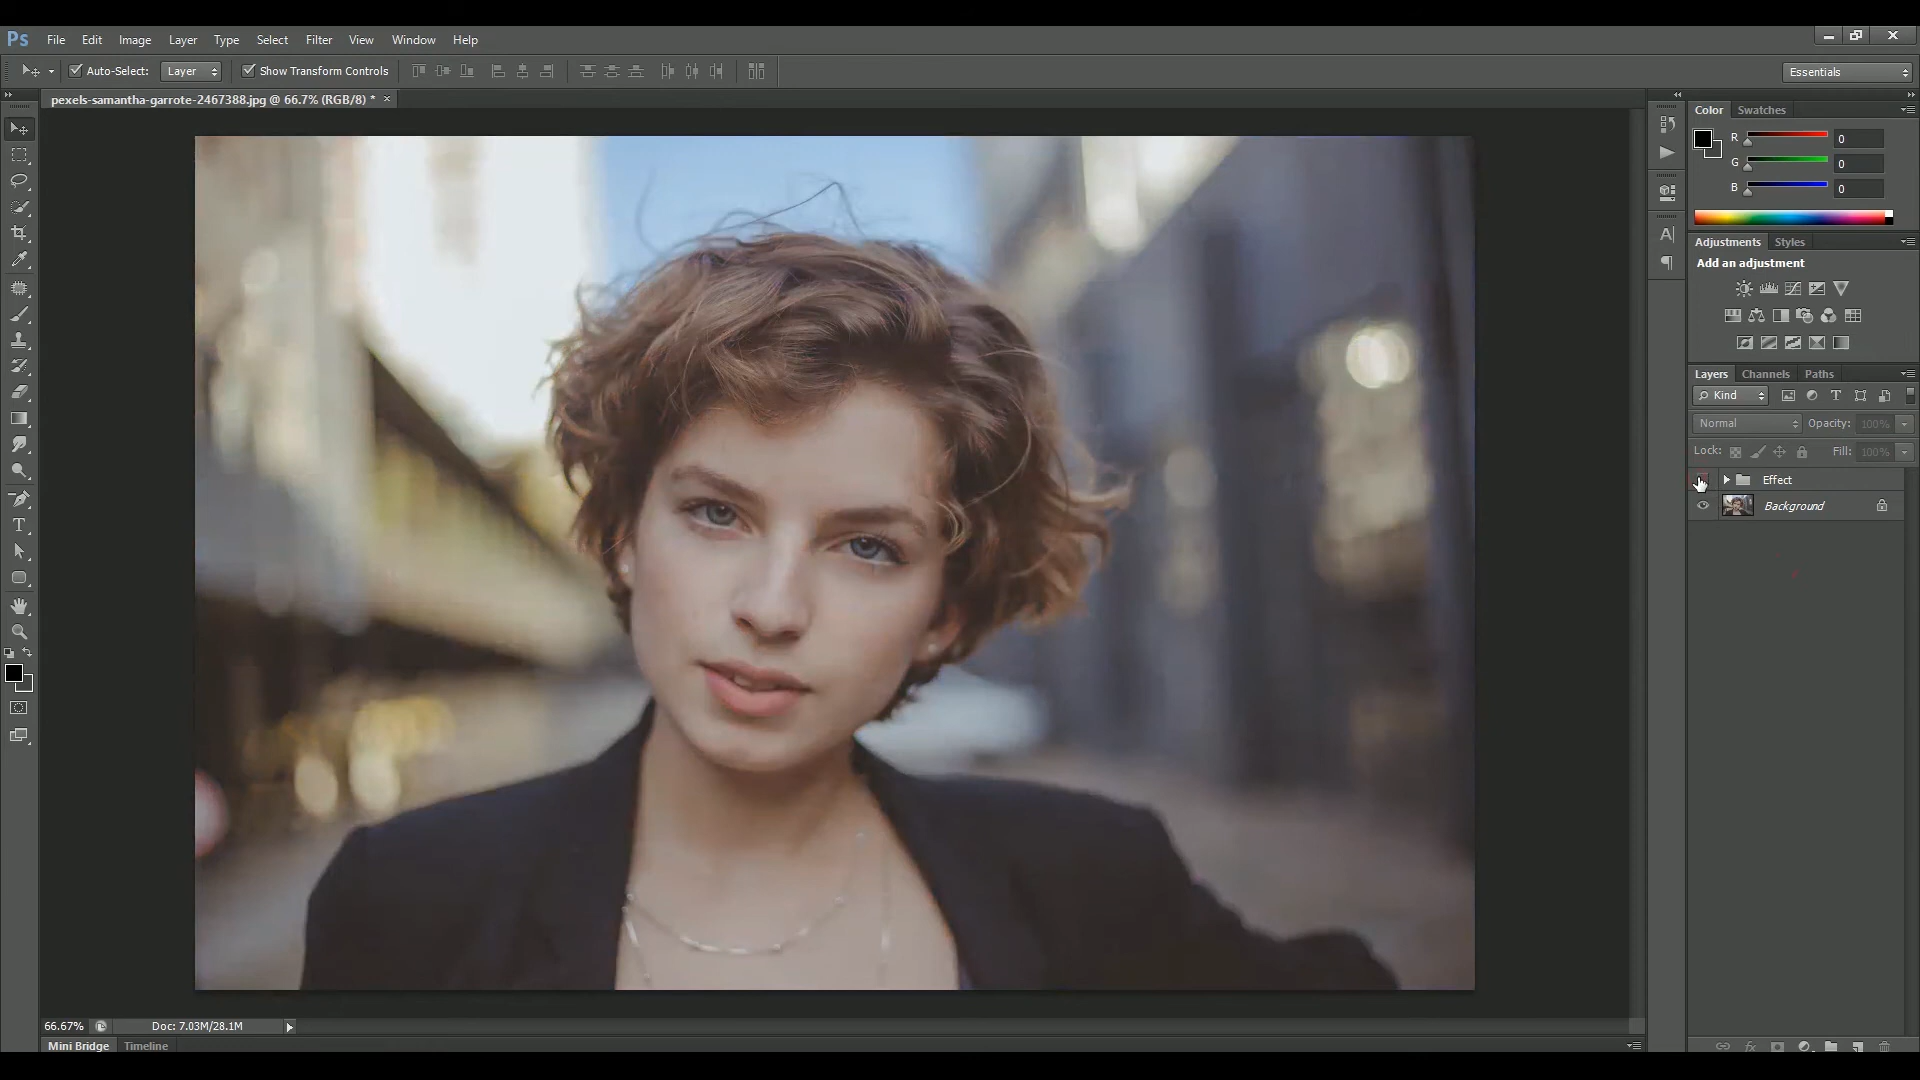 Ps File Edit Image Layer Type Select Filter View Window Help
Auto-Select: Layer Show Transform Controls Essentials
pexels-samantha-garrote-2467388.jpg @ 66.7% (RGB/8) * ×
Color Swatches
R 0
G 0
B 0
Adjustments Styles
Add an adjustment
Layers Channels Paths
Kind
Normal Opacity: 100%
Lock: Fill: 100%
Effect
Background
66.67% Doc: 7.03M/28.1M
Mini Bridge Timeline